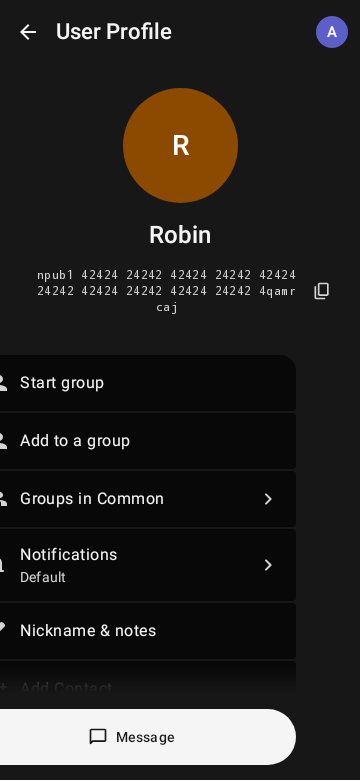 User Profile
A
R
Robin
npub1 42424 24242 42424 24242 42424
24242 42424 24242 42424 24242 4qamr
caj
Start group
Add to a group
Groups in Common
Notifications
Default
Nickname & notes
Add Contact
Message